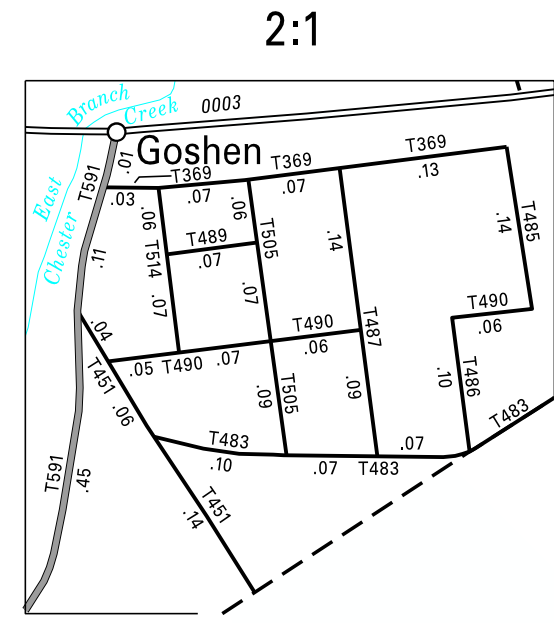 2:1
Branch
Creek
0003
East
Chester
Goshen
T591
.01
T369
T369
T369
.03
.07
.07
.13
.06
.06
T489
.07
T514
T505
.14
T485
.14
.11
.07
.07
T490
.06
T490
.06
T487
.04
T451
.05
T490
.07
.06
T505
.09
.09
.10
T486
T483
T483
.10
.07
T483
.07
T591
.45
T451
.14